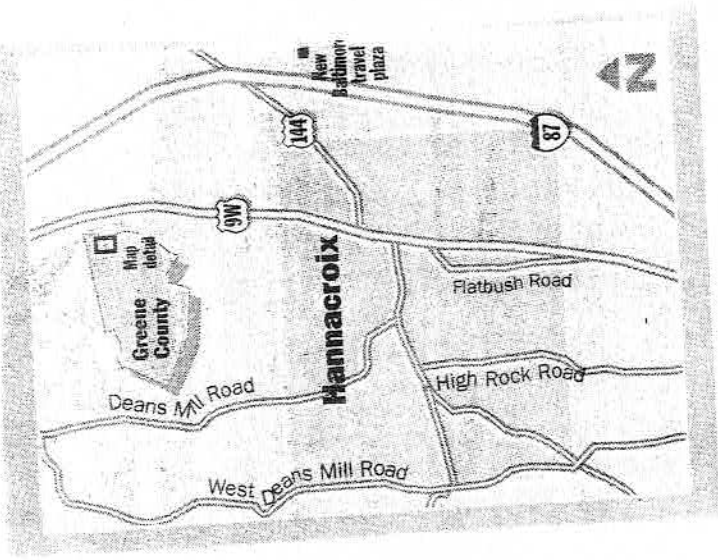 New
Baltimore
travel
plaza
N
144
87
9W
Map
detail
Greene
County
Hannacroix
Flatbush Road
Deans Mill Road
High Rock Road
West Deans Mill Road